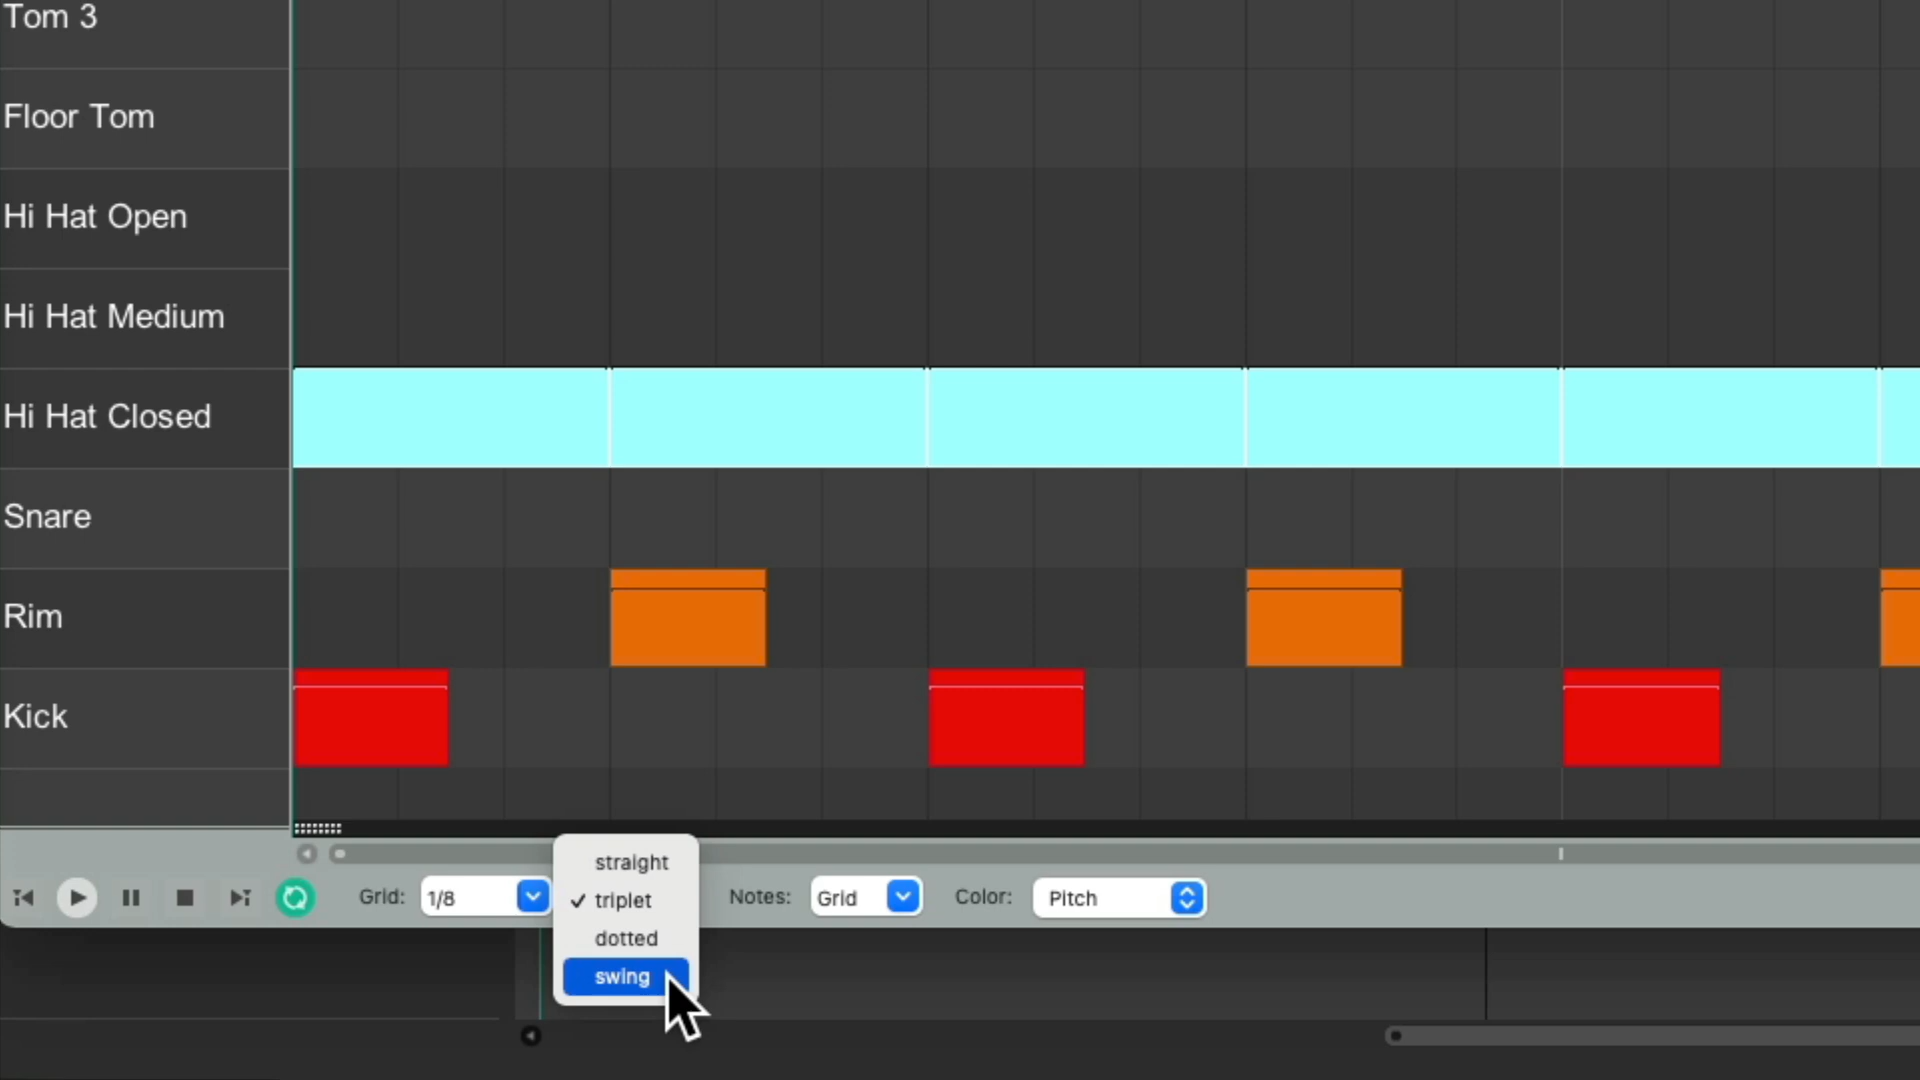 Tom 3
Floor Tom
Hi Hat Open
Hi Hat Medium
Hi Hat Closed
Snare
Rim
Kick
straight
Grid: 1/8 ✓ triplet Notes: Grid Color: Pitch
dotted
swing